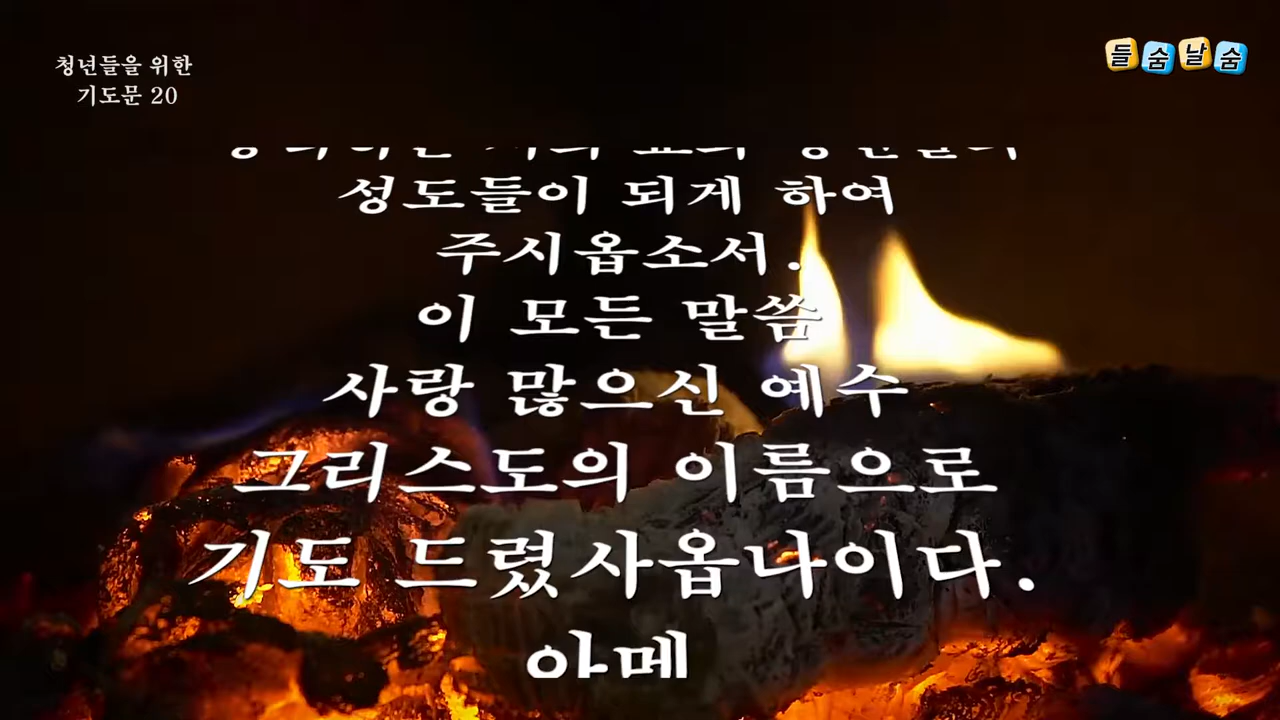 청년들을 위한
기도문 20
들숨날숨
성도들이 되게 하여
주시옵소서.
이 모든 말씀
사랑 많으신 예수
그리스도의 이름으로
기도 드렸사옵나이다.